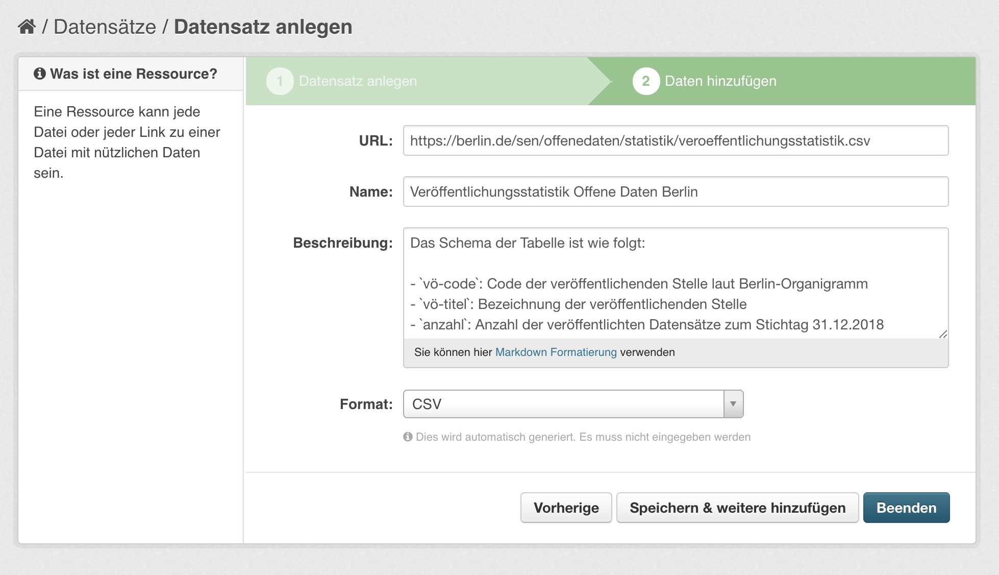 / Datensätze / Datensatz anlegen
Was ist eine Ressource?
Eine Ressource kann jede
Datei oder jeder Link zu einer
Datei mit nützlichen Daten
sein.
1 Datensatz anlegen
2 Daten hinzufügen
URL: https://berlin.de/sen/offenedaten/statistik/veroeffentlichungsstatistik.csv
Name: Veröffentlichungsstatistik Offene Daten Berlin
Beschreibung: Das Schema der Tabelle ist wie folgt:
- `vö-code`: Code der veröffentlichenden Stelle laut Berlin-Organigramm
- `vö-titel`: Bezeichnung der veröffentlichenden Stelle
- `anzahl`: Anzahl der veröffentlichten Datensätze zum Stichtag 31.12.2018
Sie können hier Markdown Formatierung verwenden
Format: CSV
Dies wird automatisch generiert. Es muss nicht eingegeben werden
Vorherige
Speichern & weitere hinzufügen
Beenden